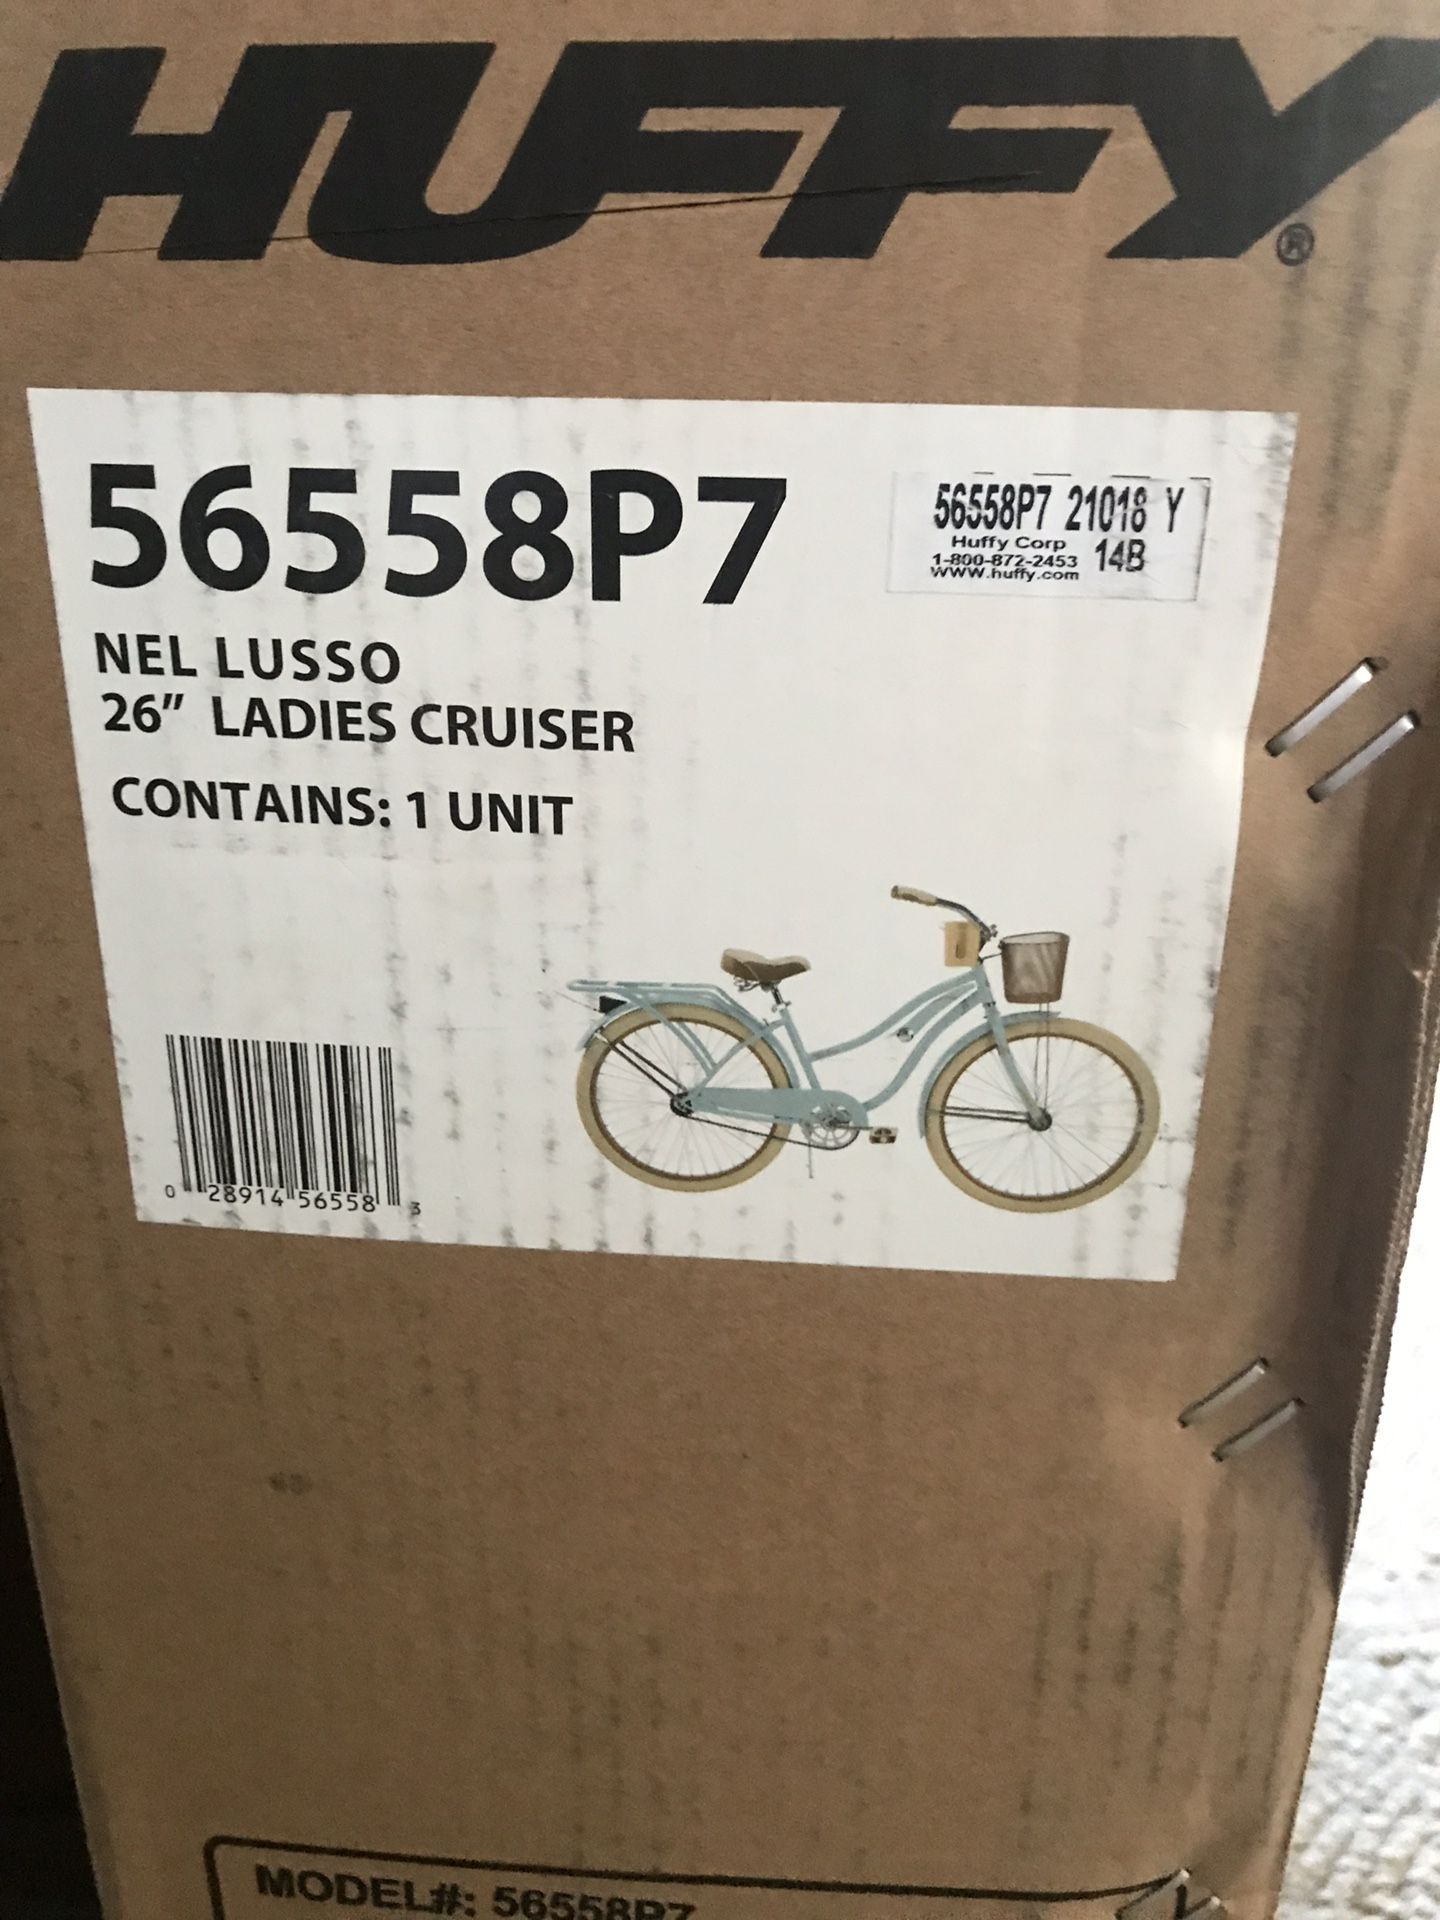 HUFFY®
56558P7
56558P7 21018 Y
Huffy Corp
1-800-872-2453 14B
www.huffy.com
NEL LUSSO
26” LADIES CRUISER
CONTAINS: 1 UNIT
0 28914 56558 3
MODEL#: 56558P7